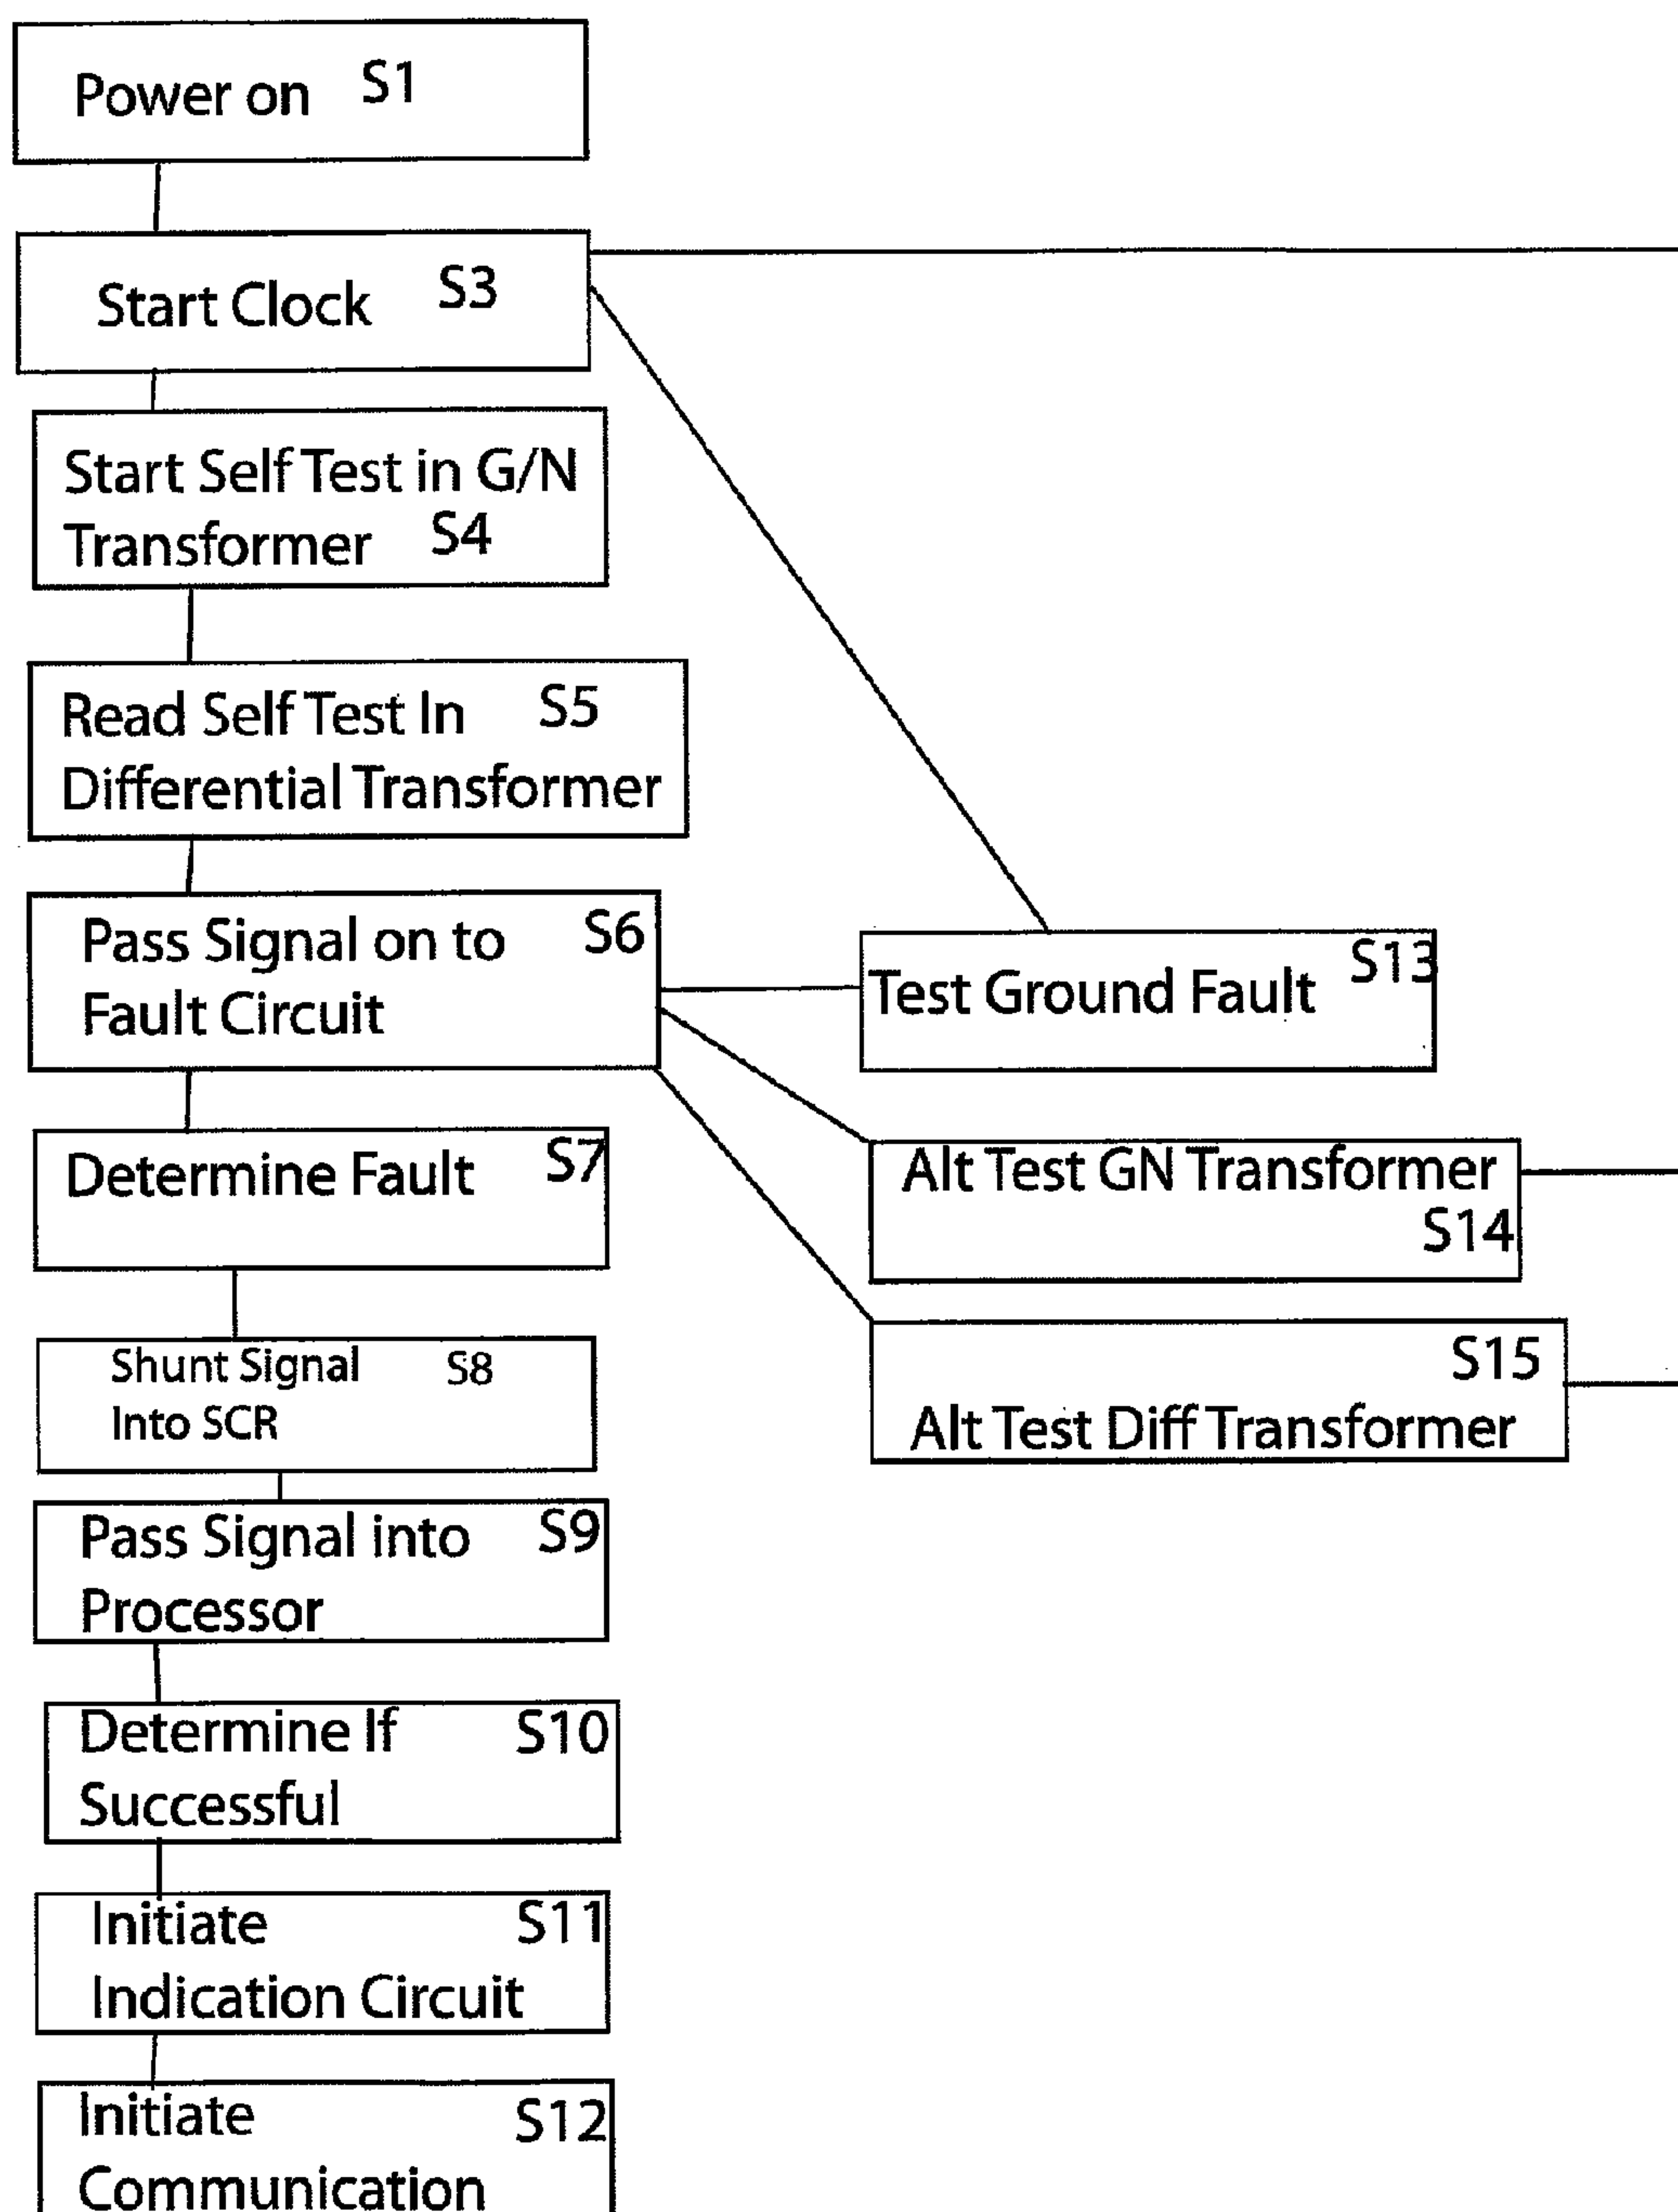 Power on S1
Start Clock S3
Start Self Test in G/N
Transformer S4
Read Self Test In S5
Differential Transformer
Pass Signal on to S6
Fault Circuit
Test Ground Fault S13
Determine Fault S7
Alt Test GN Transformer
S14
Shunt Signal S8
Into SCR
S15
Alt Test Diff Transformer
Pass Signal into S9
Processor
Determine If S10
Successful
Initiate S11
Indication Circuit
Initiate S12
Communication